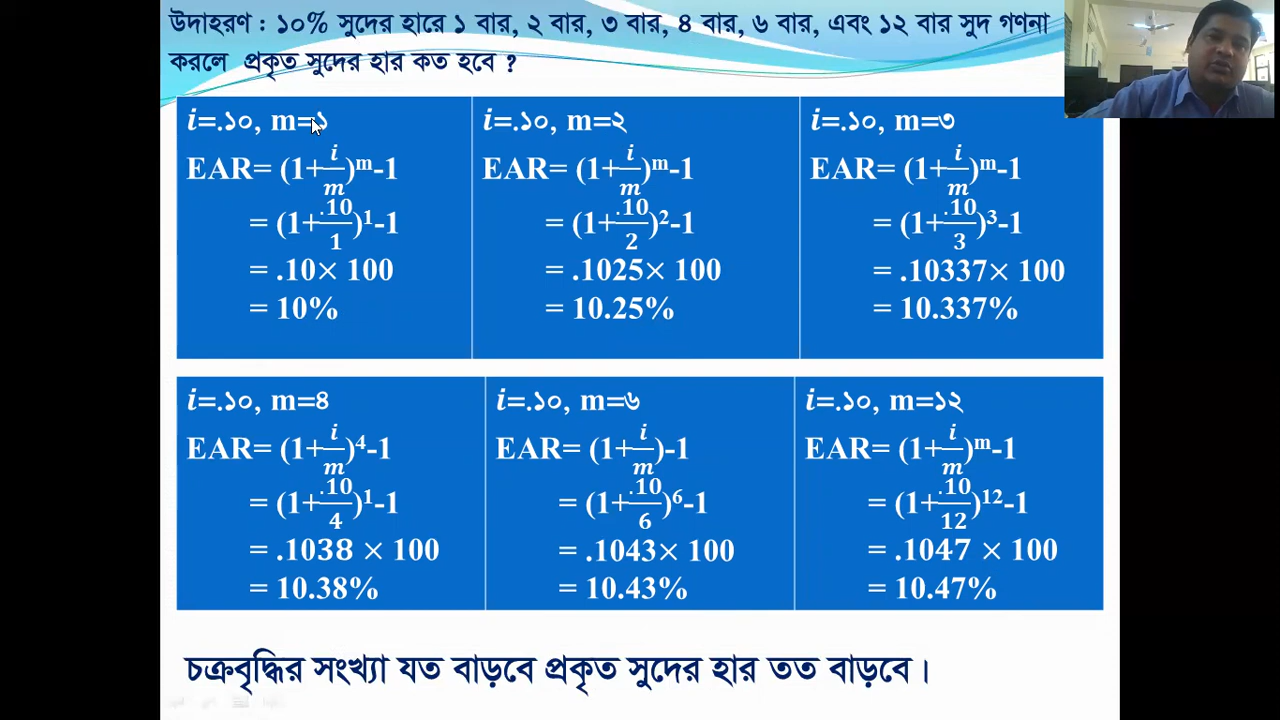 উদাহরণ : ১০% সুদের হারে ১ বার, ২ বার, ৩ বার, ৪ বার, ৬ বার, এবং ১২ বার সুদ গণনা
করলে প্রকৃত সুদের হার কত হবে ?
i=.১০, m=১
EAR= (1+i/m)^m-1
= (1+.10/1)^1-1
= .10× 100
= 10%
i=.১০, m=২
EAR= (1+i/m)^m-1
= (1+.10/2)^2-1
= .1025× 100
= 10.25%
i=.১০, m=৩
EAR= (1+i/m)^m-1
= (1+.10/3)^3-1
= .10337× 100
= 10.337%
i=.১০, m=৪
EAR= (1+i/m)^4-1
= (1+.10/4)^1-1
= .1038 × 100
= 10.38%
i=.১০, m=৬
EAR= (1+i/m)-1
= (1+.10/6)^6-1
= .1043× 100
= 10.43%
i=.১০, m=১২
EAR= (1+i/m)^m-1
= (1+.10/12)^12-1
= .1047 × 100
= 10.47%
চক্রবৃদ্ধির সংখ্যা যত বাড়বে প্রকৃত সুদের হার তত বাড়বে।